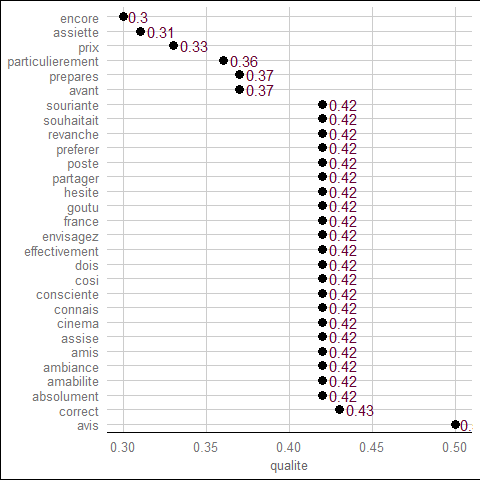 encore 0.3
assiette 0.31
prix 0.33
particulierement 0.36
prepares 0.37
avant 0.37
souriante 0.42
souhaitait 0.42
revanche 0.42
preferer 0.42
poste 0.42
partager 0.42
hesite 0.42
goutu 0.42
france 0.42
envisagez 0.42
effectivement 0.42
dois 0.42
cosi 0.42
consciente 0.42
connais 0.42
cinema 0.42
assise 0.42
amis 0.42
ambiance 0.42
amabilite 0.42
absolument 0.42
correct 0.43
avis 0.
0.30 0.35 0.40 0.45 0.50
qualite